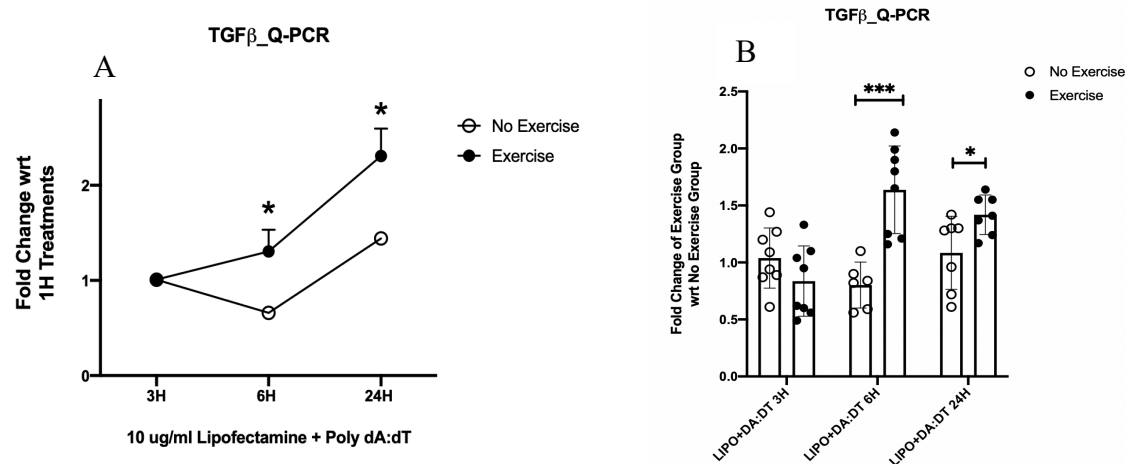 TGFβ_Q-PCR
A
Fold Change wrt
1H Treatments
2
1
0
*
*
3H
6H
24H
10 ug/ml Lipofectamine + Poly dA:dT
No Exercise
Exercise
TGFβ_Q-PCR
B
Fold Change of Exercise Group
wrt No Exercise Group
2.5
2.0
1.5
1.0
0.5
0.0
***
*
LIPO+DA:DT 3H
LIPO+DA:DT 6H
LIPO+DA:DT 24H
No Exercise
Exercise